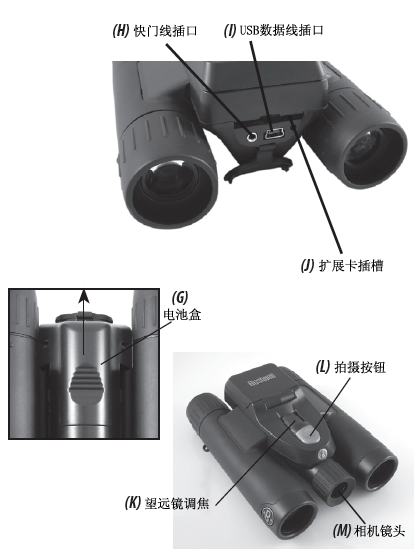 (H) 快门线插口
(I) USB数据线插口
(J) 扩展卡插槽
(G)
电池盒
(L) 拍摄按钮
Bushnell
(K) 望远镜调焦
(M) 相机镜头